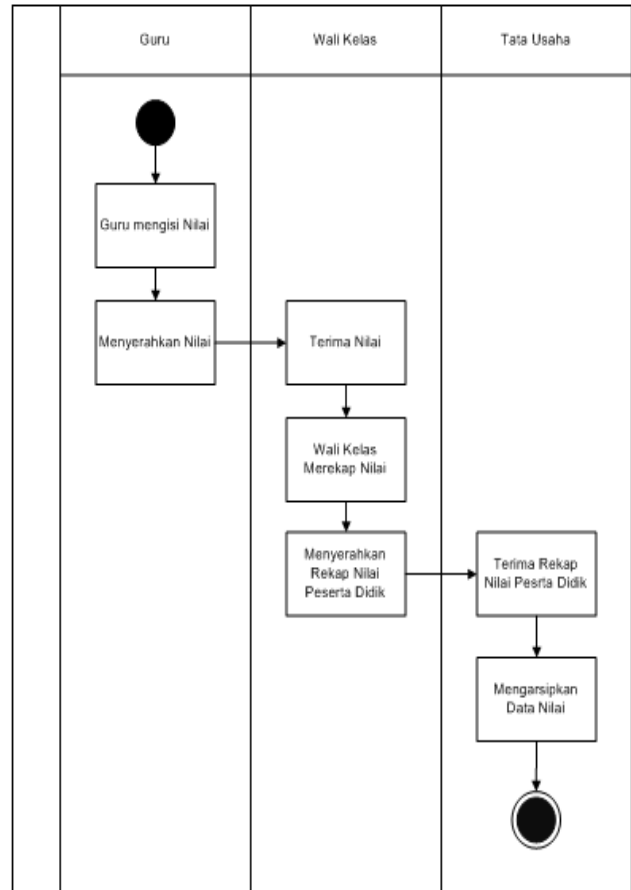 Guru
Wali Kelas
Tata Usaha
Guru mengisi Nilai
Menyerahkan Nilai
Terima Nilai
Wali Kelas
Merekap Nilai
Menyerahkan
Rekap Nilai
Peserta Didik
Terima Rekap
Nilai Pesrta Didik
Mengarsipkan
Data Nilai